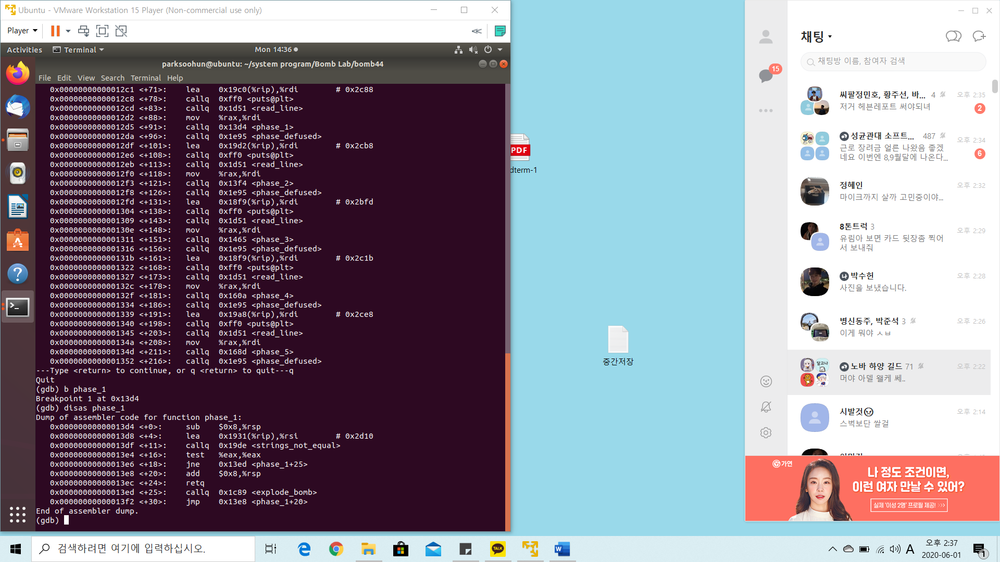 Ubuntu - VMware Workstation 15 Player (Non-commercial use only)
Player
Activities
Terminal
Mon 14:36
parksoohun@ubuntu: ~/system program/Bomb Lab/bomb44
File Edit View Search Terminal Help
0x00000000000012c1 <+71>: lea 0x19c0(%rip),%rdi # 0x2c88
0x00000000000012c8 <+78>: callq 0xff0 <puts@plt>
0x00000000000012cd <+83>: callq 0x1d51 <read_line>
0x00000000000012d2 <+88>: mov %rax,%rdi
0x00000000000012d5 <+91>: callq 0x13d4 <phase_1>
0x00000000000012da <+96>: callq 0x1e95 <phase_defused>
0x00000000000012df <+101>: lea 0x19d2(%rip),%rdi # 0x2cb8
0x00000000000012e6 <+108>: callq 0xff0 <puts@plt>
0x00000000000012eb <+113>: callq 0x1d51 <read_line>
0x00000000000012f0 <+118>: mov %rax,%rdi
0x00000000000012f3 <+121>: callq 0x13f4 <phase_2>
0x00000000000012f8 <+126>: callq 0x1e95 <phase_defused>
0x00000000000012fd <+131>: lea 0x18f9(%rip),%rdi # 0x2bfd
0x0000000000001304 <+138>: callq 0xff0 <puts@plt>
0x0000000000001309 <+143>: callq 0x1d51 <read_line>
0x000000000000130e <+148>: mov %rax,%rdi
0x0000000000001311 <+151>: callq 0x1465 <phase_3>
0x0000000000001316 <+156>: callq 0x1e95 <phase_defused>
0x000000000000131b <+161>: lea 0x18f9(%rip),%rdi # 0x2c1b
0x0000000000001322 <+168>: callq 0xff0 <puts@plt>
0x0000000000001327 <+173>: callq 0x1d51 <read_line>
0x000000000000132c <+178>: mov %rax,%rdi
0x000000000000132f <+181>: callq 0x160a <phase_4>
0x0000000000001334 <+186>: callq 0x1e95 <phase_defused>
0x0000000000001339 <+191>: lea 0x19a8(%rip),%rdi # 0x2ce8
0x0000000000001340 <+198>: callq 0xff0 <puts@plt>
0x0000000000001345 <+203>: callq 0x1d51 <read_line>
0x000000000000134a <+208>: mov %rax,%rdi
0x000000000000134d <+211>: callq 0x168d <phase_5>
0x0000000000001352 <+216>: callq 0x1e95 <phase_defused>
---Type <return> to continue, or q <return> to quit---q
Quit
(gdb) b phase_1
Breakpoint 1 at 0x13d4
(gdb) disas phase_1
Dump of assembler code for function phase_1:
0x00000000000013d4 <+0>: sub $0x8,%rsp
0x00000000000013d8 <+4>: lea 0x1931(%rip),%rsi # 0x2d10
0x00000000000013df <+11>: callq 0x19de <strings_not_equal>
0x00000000000013e4 <+16>: test %eax,%eax
0x00000000000013e6 <+18>: jne 0x13ed <phase_1+25>
0x00000000000013e8 <+20>: add $0x8,%rsp
0x00000000000013ec <+24>: retq
0x00000000000013ed <+25>: callq 0x1c89 <explode_bomb>
0x00000000000013f2 <+30>: jmp 0x13e8 <phase_1+20>
End of assembler dump.
(gdb)
PDF
dterm-1
중간저장
15
채팅
채팅방 이름, 참여자 검색
씨팔정민호, 황주선, 바... 4 오후 2:35
저거 헤븐레포트 써야되녀 2
성균관대 소프트... 487 오후 2:34
근로 장려금 얼른 나왔음 좋겠
네요 이번엔 8,9월달에 나온다... 6
정혜인 오후 2:32
마이크까지 살까 고민중이야...
8톤트럭 3 오후 2:29
유림아 보면 카드 뒷장좀 찍어
서 보내줘
나 박수헌 오후 2:28
사진을 보냈습니다.
병신동주, 박준석 3 오후 2:26
이게 뭐야 ㅅㅂ
달고나
노바 하양 길드 71 오후 2:22
머야 아델 왤케 쎄..
시발것 오후 2:14
스벅보단 쌀걸
가연
나 정도 조건이면,
이런 여자 만날 수 있어?
실제 '이성 2명' 프로필 제공! >>>
검색하려면 여기에 입력하십시오.
TALK
W
A
오후 2:37
2020-06-01
1